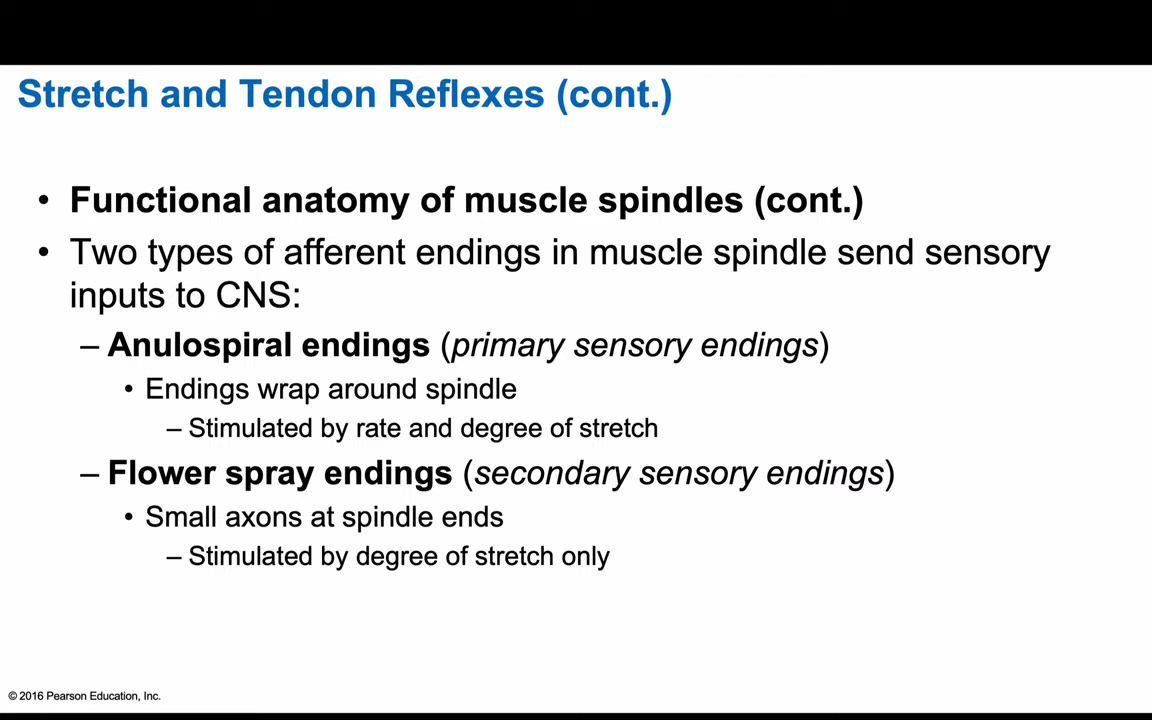 Stretch and Tendon Reflexes (cont.)
• Functional anatomy of muscle spindles (cont.)
• Two types of afferent endings in muscle spindle send sensory
inputs to CNS:
– Anulospiral endings (primary sensory endings)
• Endings wrap around spindle
– Stimulated by rate and degree of stretch
– Flower spray endings (secondary sensory endings)
• Small axons at spindle ends
– Stimulated by degree of stretch only
© 2016 Pearson Education, Inc.